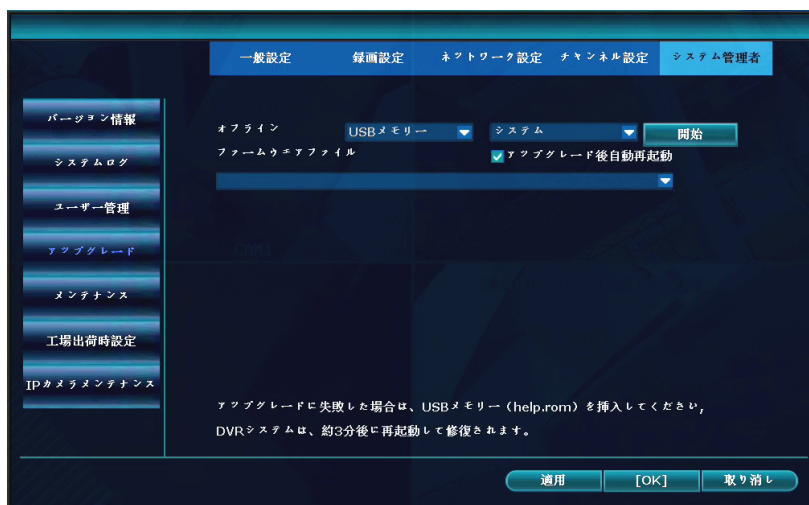 一般設定 録画設定 ネットワーク設定 チャンネル設定 システム管理者
バージョン情報
システムログ
ユーザー管理
アップグレード
メンテナンス
工場出荷時設定
IPカメラメンテナンス
オフライン USBメモリー システム 開始
ファームウェアファイル アップグレード後自動再起動
CAM1
アップグレードに失敗した場合は、USBメモリー（help.rom）を挿入してください,
DVRシステムは、約3分後に再起動して修復されます。
適用 [OK] 取り消し